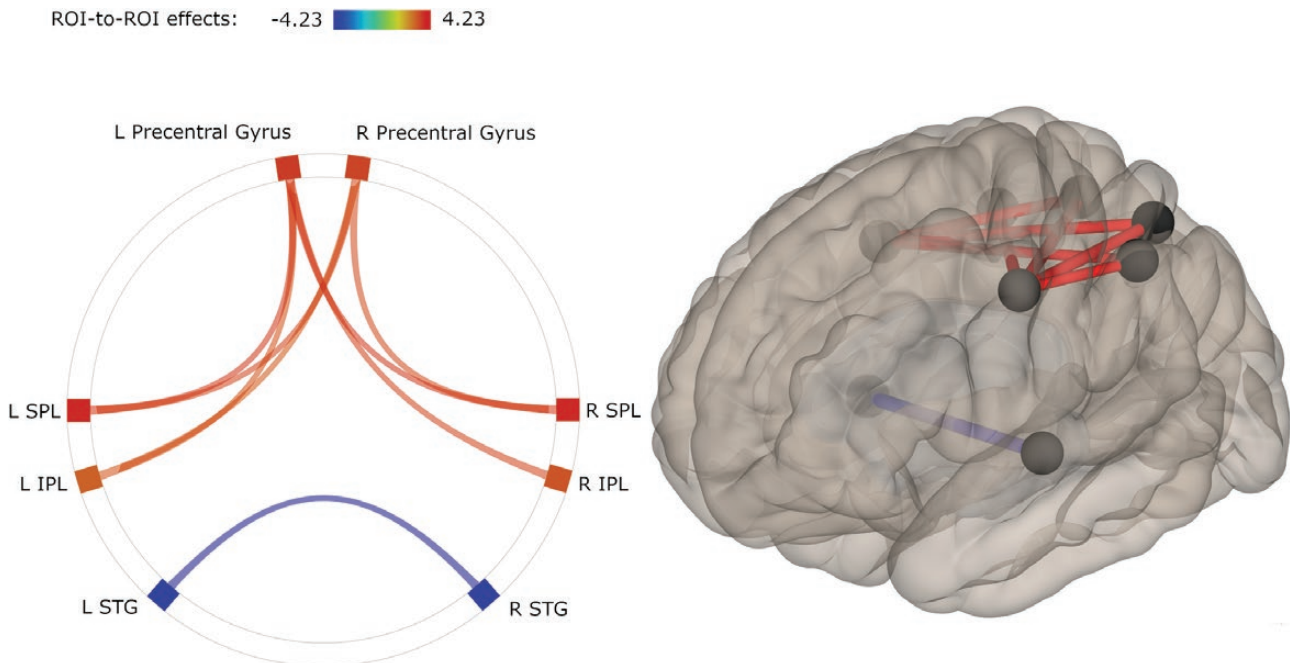 ROI-to-ROI effects: -4.23 4.23
L Precentral Gyrus R Precentral Gyrus
L SPL R SPL
L IPL R IPL
L STG R STG